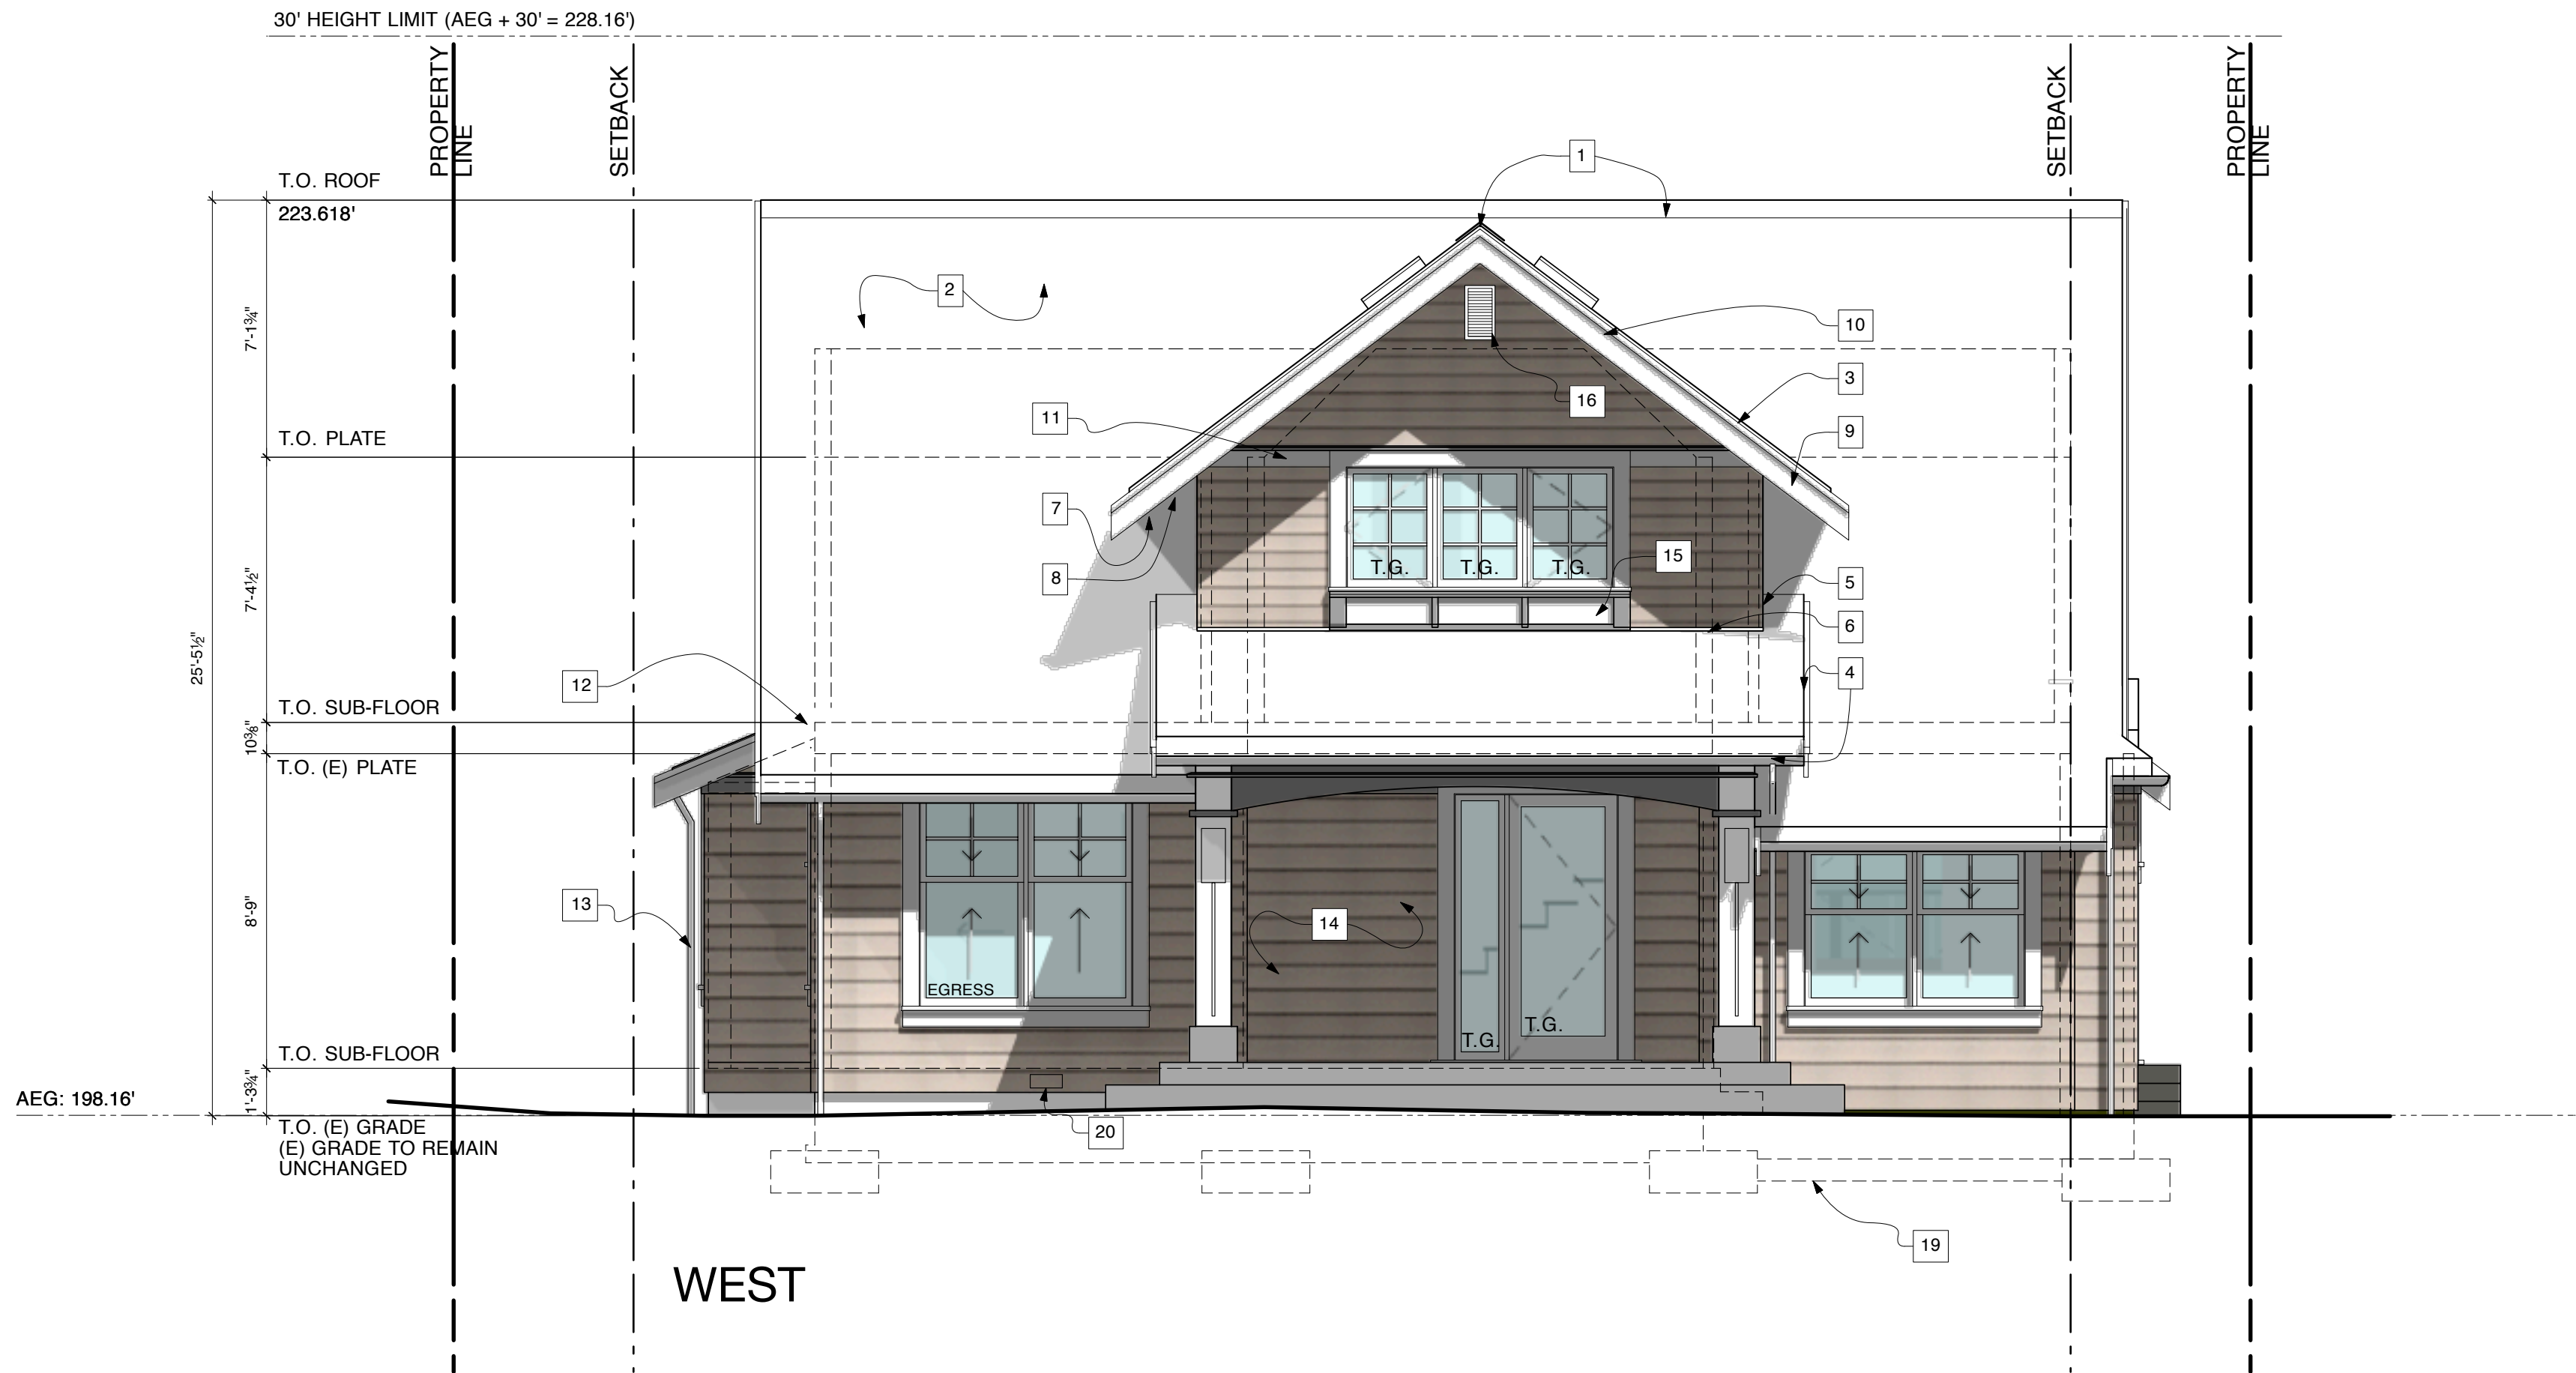 30' HEIGHT LIMIT (AEG + 30' = 228.16')
PROPERTY
LINE
SETBACK
SETBACK
PROPERTY
LINE
1
T.O. ROOF
223.618'
2
10
7'-1¾"
3
16
11
9
T.O. PLATE
7
T.G.
T.G.
T.G.
15
8
5
7'-4½"
6
25'-5½"
4
12
T.O. SUB-FLOOR
10⅜"
T.O. (E) PLATE
13
8'-9"
14
EGRESS
T.G.
T.G.
T.O. SUB-FLOOR
1'-3¾"
AEG: 198.16'
T.O. (E) GRADE
(E) GRADE TO REMAIN
UNCHANGED
20
19
WEST